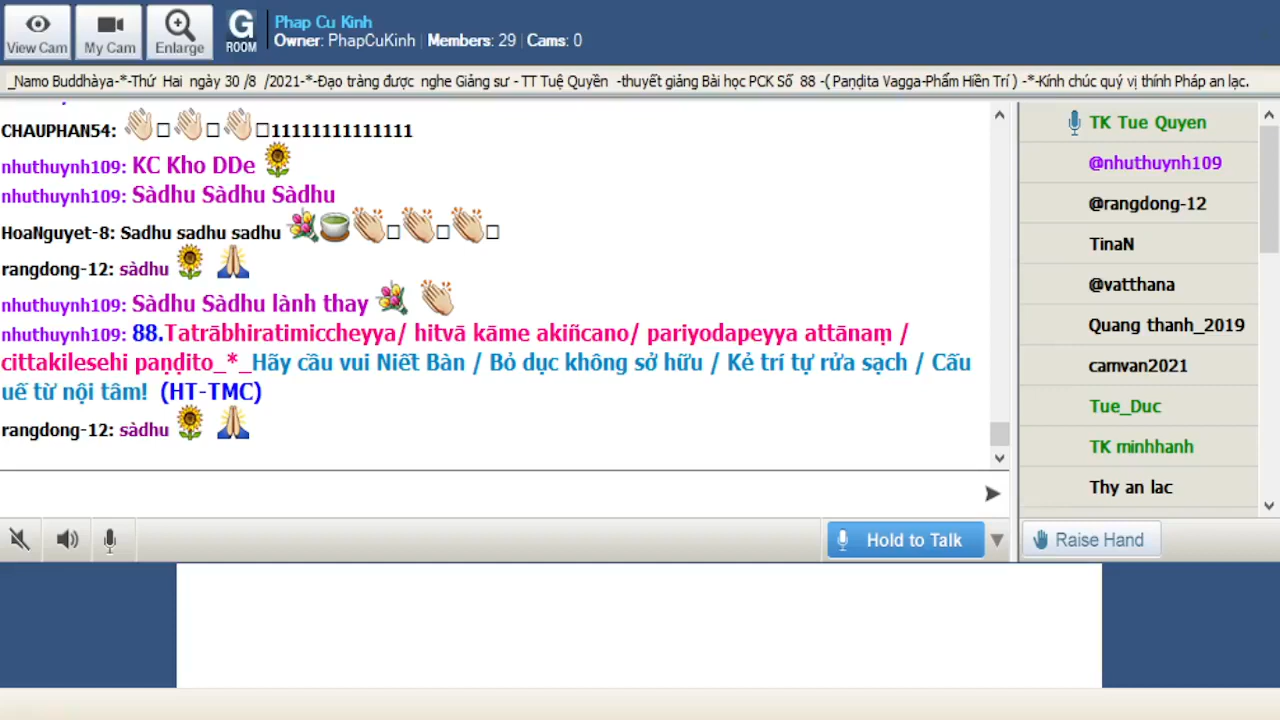 View Cam
My Cam
Enlarge
G
ROOM
Phap Cu Kinh
Owner: PhapCuKinh | Members: 29 | Cams: 0
_Namo Buddhàya-*-Thứ Hai ngày 30 /8 /2021-*-Đạo tràng được nghe Giảng sư - TT Tuệ Quyền -thuyết giảng Bài học PCK Số 88 -( Paṇḍita Vagga-Phẩm Hiền Trí ) -*-Kính chúc quý vị thính Pháp an lạc.
CHAUPHAN54: 11111111111111
nhuthuynh109: KC Kho DDe
nhuthuynh109: Sàdhu Sàdhu Sàdhu
HoaNguyet-8: Sadhu sadhu sadhu
rangdong-12: sàdhu
nhuthuynh109: Sàdhu Sàdhu lành thay
nhuthuynh109: 88.Tatrābhiratimiccheyya/ hitvā kāme akiñcano/ pariyodapeyya attānaṃ /
cittakilesehi paṇḍito_*_Hãy cầu vui Niết Bàn / Bỏ dục không sở hữu / Kẻ trí tự rửa sạch / Cấu
uế từ nội tâm! (HT-TMC)
rangdong-12: sàdhu
Hold to Talk
TK Tue Quyen
@nhuthuynh109
@rangdong-12
TinaN
@vatthana
Quang thanh_2019
camvan2021
Tue_Duc
TK minhhanh
Thy an lac
Raise Hand